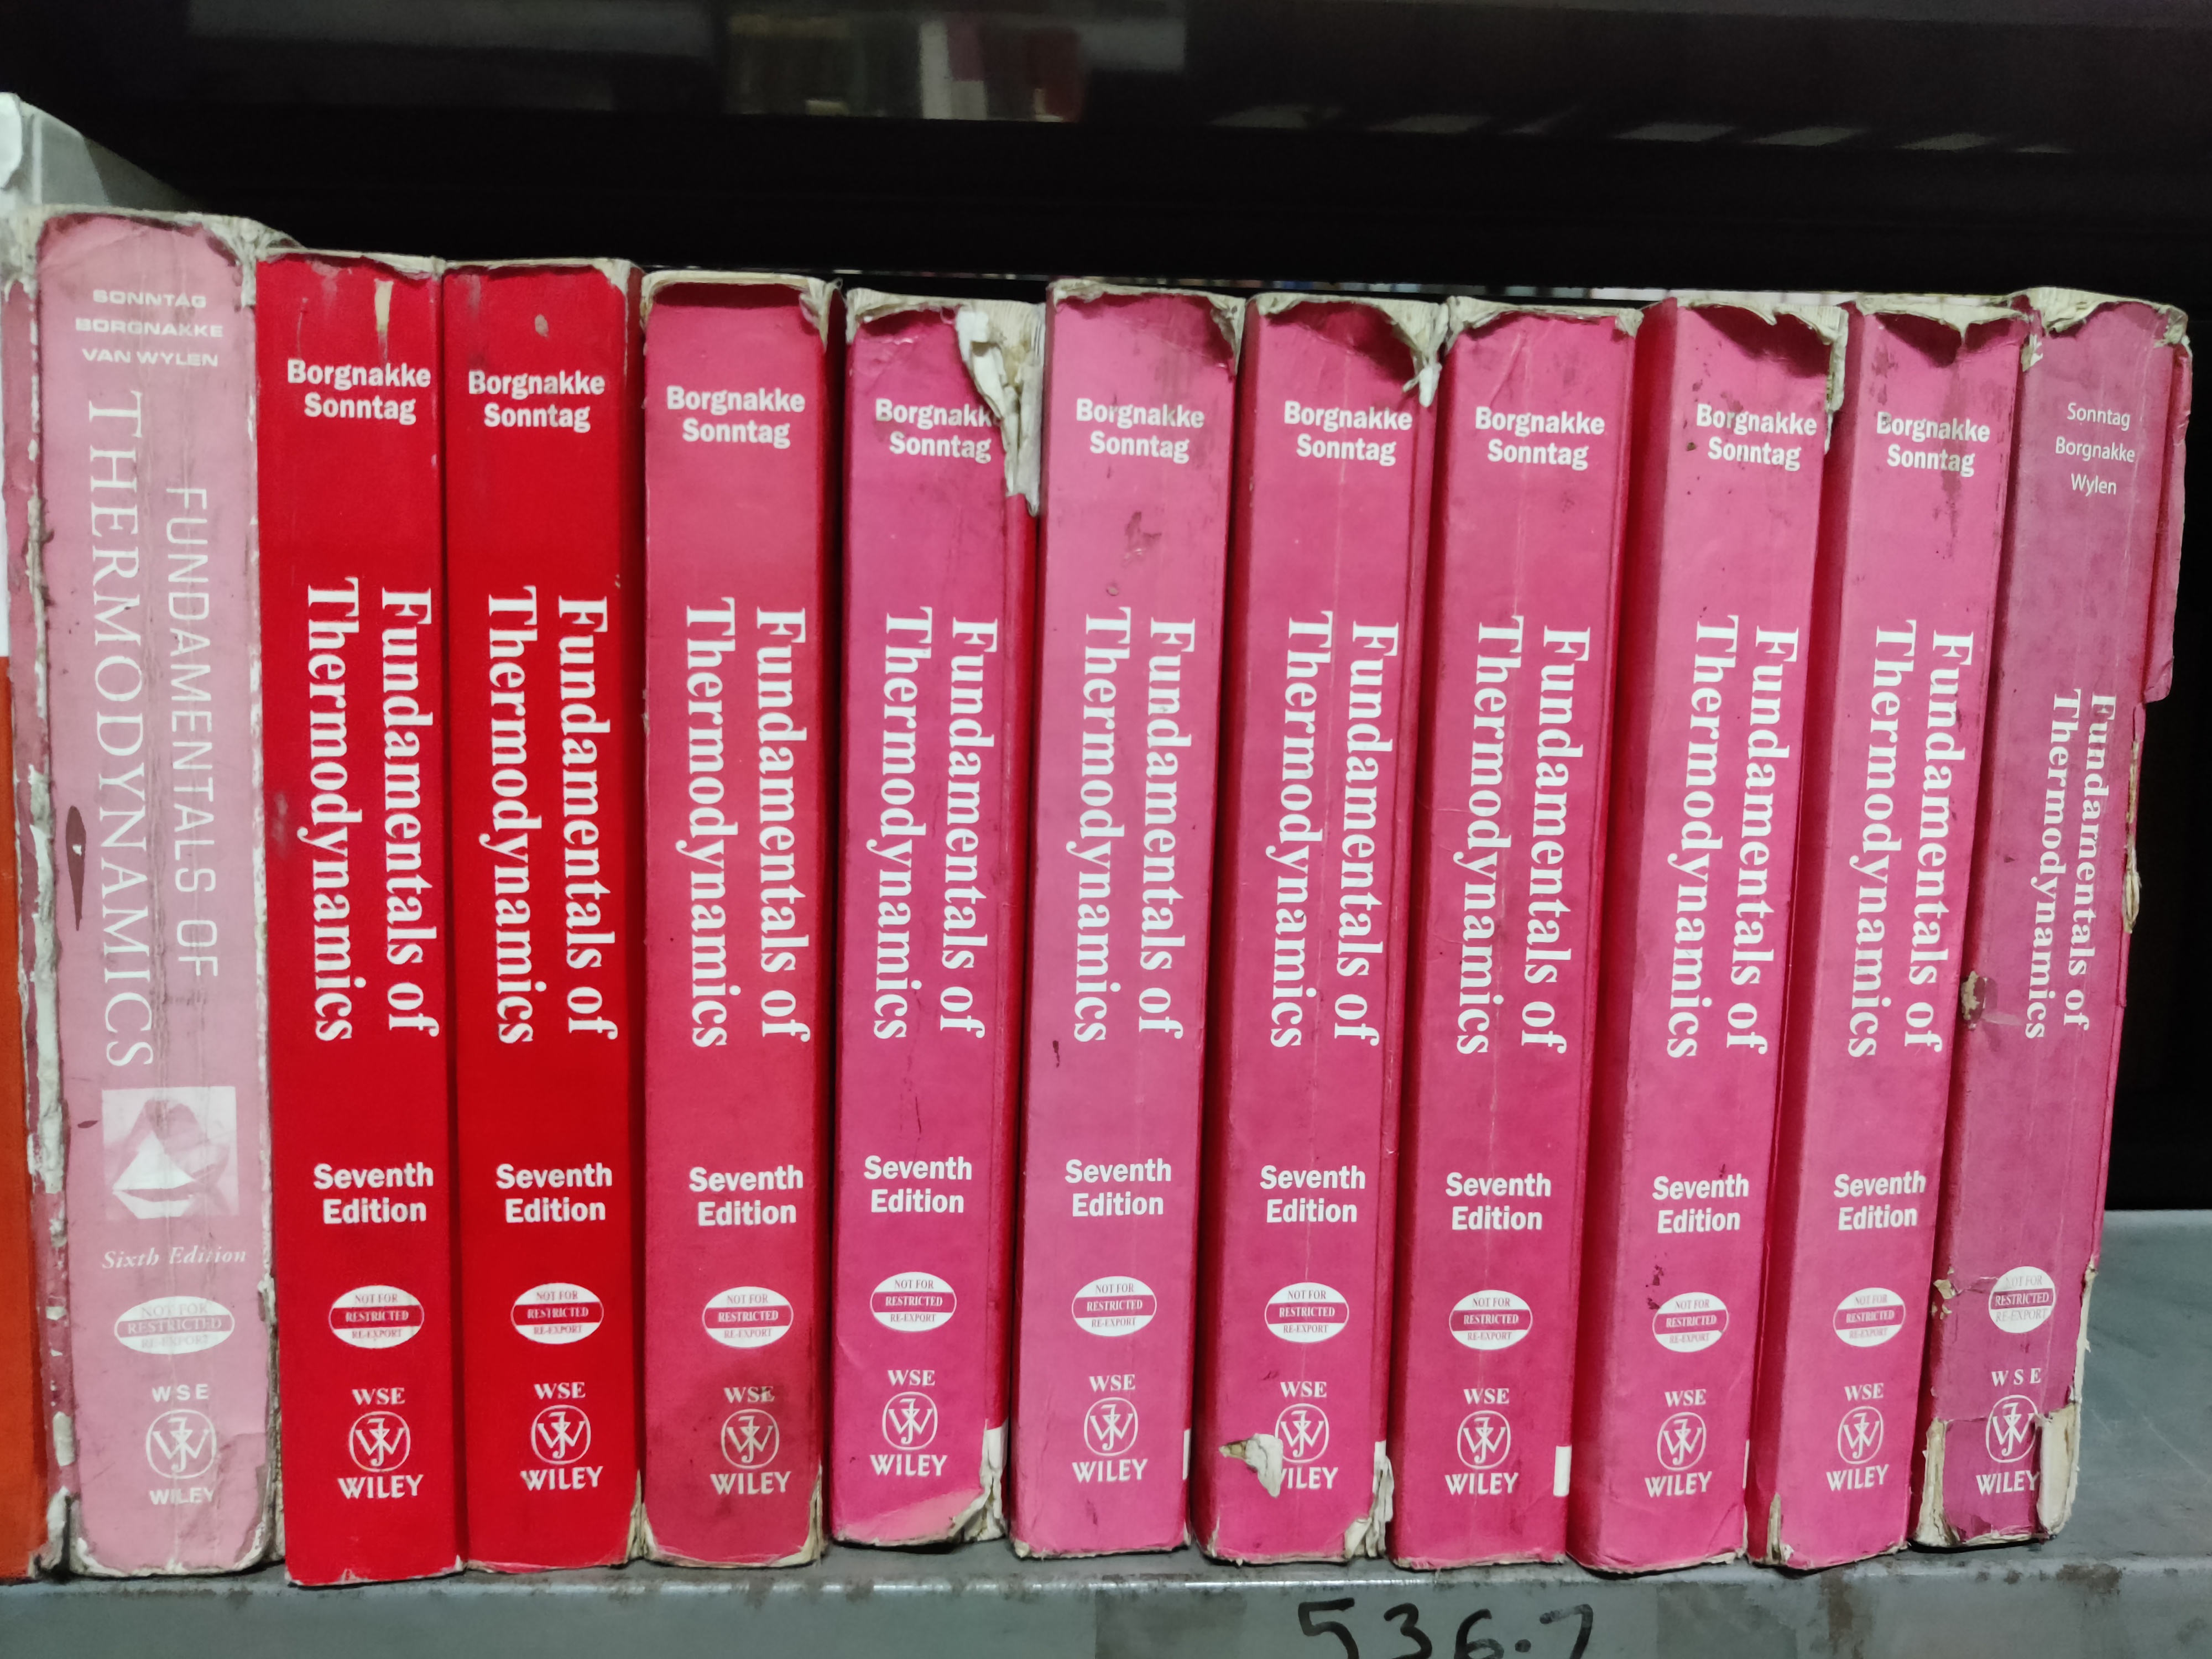 SONNTAG
BORGNAKKE
VAN WYLEN
FUNDAMENTALS OF
THERMODYNAMICS
Sixth Edition
NOT FOR
RESTRICTED
RE-EXPORT
WSE
WILEY
Borgnakke
Sonntag
Fundamentals of
Thermodynamics
Seventh
Edition
NOT FOR
RESTRICTED
RE-EXPORT
WSE
WILEY
Borgnakke
Sonntag
Fundamentals of
Thermodynamics
Seventh
Edition
NOT FOR
RESTRICTED
RE-EXPORT
WSE
WILEY
Borgnakke
Sonntag
Fundamentals of
Thermodynamics
Seventh
Edition
NOT FOR
RESTRICTED
RE-EXPORT
WSE
WILEY
Borgnakk
Sonntag
Fundamentals of
Thermodynamics
Seventh
Edition
NOT FOR
RESTRICTED
RE-EXPORT
WSE
WILEY
Borgnakke
Sonntag
Fundamentals of
Thermodynamics
Seventh
Edition
NOT FOR
RESTRICTED
RE-EXPORT
WSE
WILEY
Borgnakke
Sonntag
Fundamentals of
Thermodynamics
Seventh
Edition
NOT FOR
RESTRICTED
RE-EXPORT
WSE
WILEY
Borgnakke
Sonntag
Fundamentals of
Thermodynamics
Seventh
Edition
NOT FOR
RESTRICTED
RE-EXPORT
WSE
WILEY
Borgnakke
Sonntag
Fundamentals of
Thermodynamics
Seventh
Edition
NOT FOR
RESTRICTED
RE-EXPORT
WSE
WILEY
Borgnakke
Sonntag
Fundamentals of
Thermodynamics
Seventh
Edition
NOT FOR
RESTRICTED
RE-EXPORT
WSE
WILEY
Sonntag
Borgnakke
Wylen
Fundamentals of
Thermodynamics
NOT FOR
RESTRICTED
RE-EXPORT
WSE
WILEY
536.7